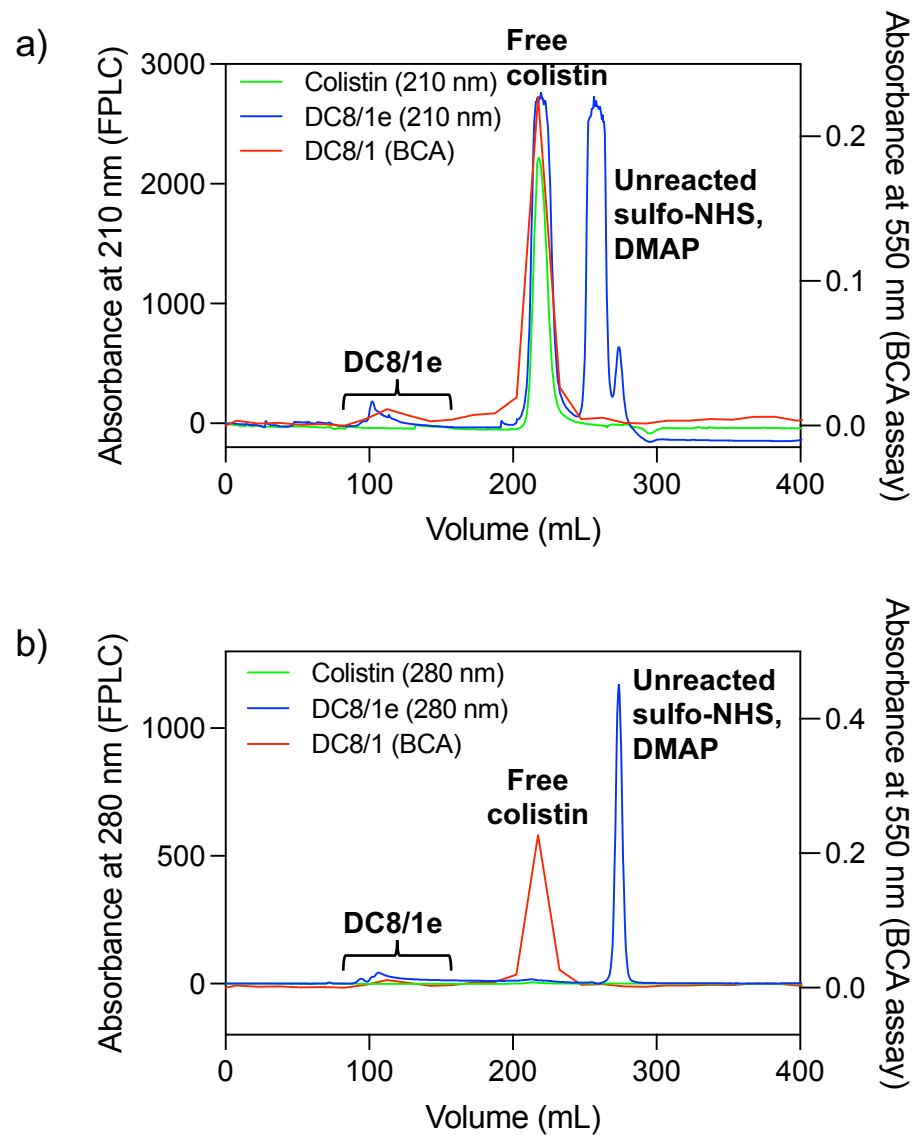 a)
Free
colistin
Colistin (210 nm)
DC8/1e (210 nm)
DC8/1 (BCA)
Unreacted
sulfo-NHS,
DMAP
DC8/1e
3000
2000
1000
0
Absorbance at 210 nm (FPLC)
0.2
0.1
0.0
Absorbance at 550 nm (BCA assay)
0 100 200 300 400
Volume (mL)
b)
Colistin (280 nm)
DC8/1e (280 nm)
DC8/1 (BCA)
Unreacted
sulfo-NHS,
DMAP
Free
colistin
DC8/1e
1000
500
0
Absorbance at 280 nm (FPLC)
0.4
0.2
0.0
Absorbance at 550 nm (BCA assay)
0 100 200 300 400
Volume (mL)